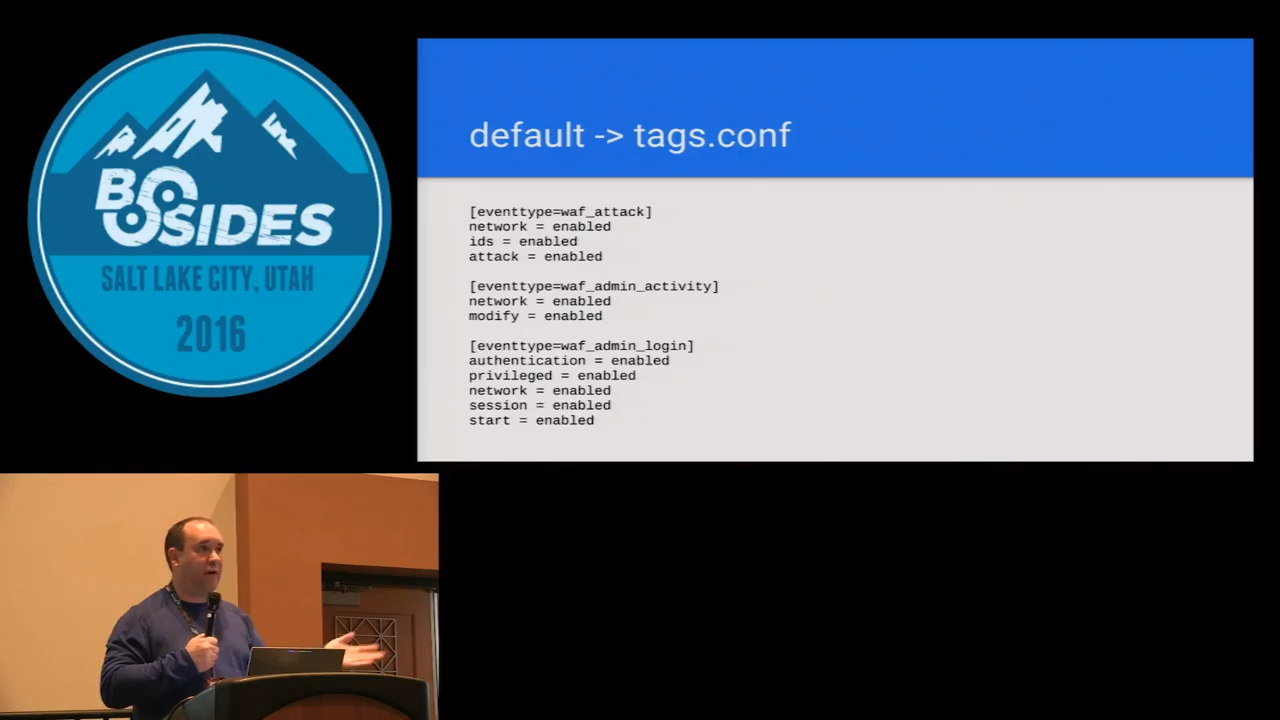 BSIDES
SALT LAKE CITY, UTAH
2016
default -> tags.conf
[eventtype=waf_attack]
network = enabled
ids = enabled
attack = enabled
[eventtype=waf_admin_activity]
network = enabled
modify = enabled
[eventtype=waf_admin_login]
authentication = enabled
privileged = enabled
network = enabled
session = enabled
start = enabled